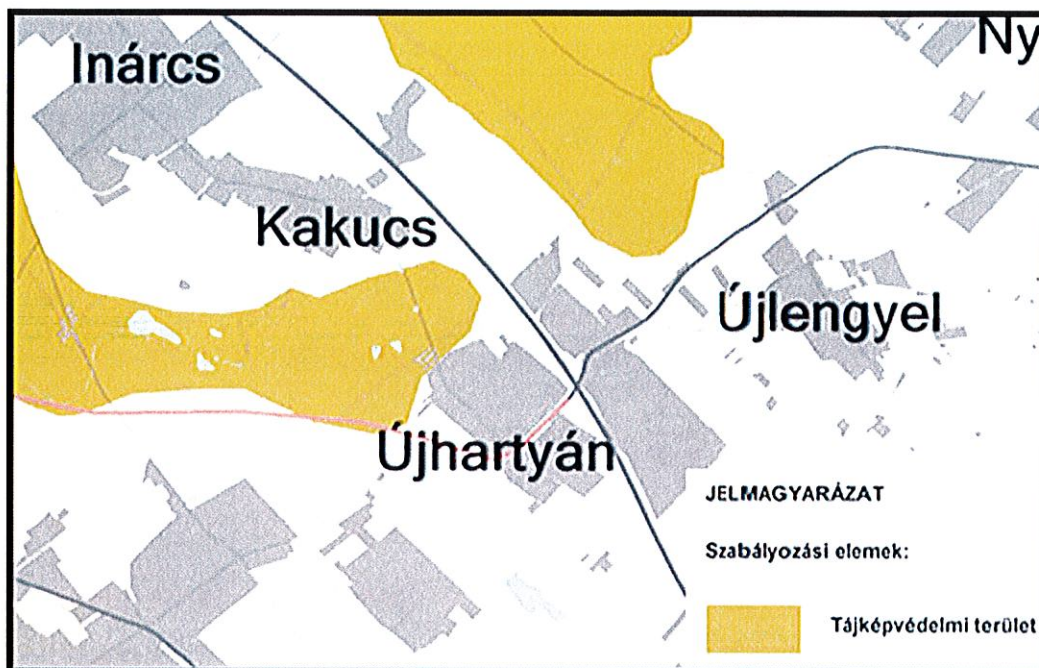 Inárcs
Ny
Kakucs
Újlengyel
Újhartyán
JELMAGYARÁZAT
Szabályozási elemek:
Tájképvédelmi terület